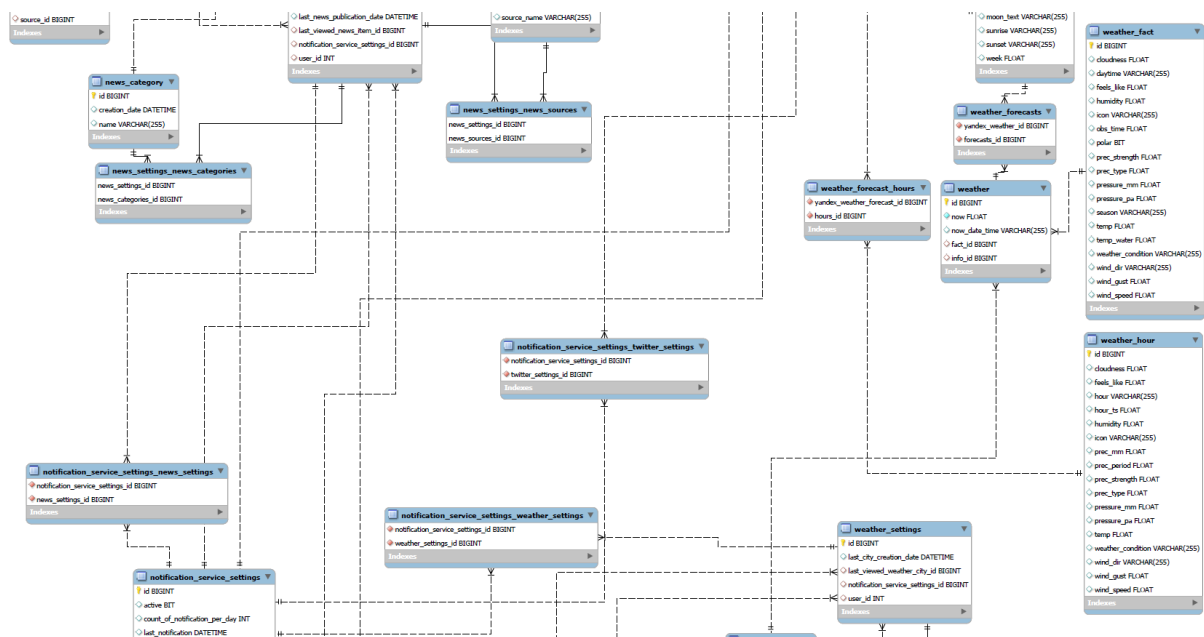 source_id BIGINT
Indexes
last_news_publication_date DATETIME
last_viewed_news_item_id BIGINT
notification_service_settings_id BIGINT
user_id INT
Indexes
source_name VARCHAR(255)
Indexes
moon_text VARCHAR(255)
sunrise VARCHAR(255)
sunset VARCHAR(255)
week FLOAT
Indexes
weather_fact
id BIGINT
cloudness FLOAT
daytime VARCHAR(255)
feels_like FLOAT
humidity FLOAT
icon VARCHAR(255)
obs_time FLOAT
polar BIT
prec_strength FLOAT
prec_type FLOAT
pressure_mm FLOAT
pressure_pa FLOAT
season VARCHAR(255)
temp FLOAT
temp_water FLOAT
weather_condition VARCHAR(255)
wind_dir VARCHAR(255)
wind_gust FLOAT
wind_speed FLOAT
Indexes
news_category
id BIGINT
creation_date DATETIME
name VARCHAR(255)
Indexes
news_settings_news_sources
news_settings_id BIGINT
news_sources_id BIGINT
Indexes
weather_forecasts
yandex_weather_id BIGINT
forecasts_id BIGINT
Indexes
news_settings_news_categories
news_settings_id BIGINT
news_categories_id BIGINT
Indexes
weather_forecast_hours
yandex_weather_forecast_id BIGINT
hours_id BIGINT
Indexes
weather
id BIGINT
now FLOAT
now_date_time VARCHAR(255)
fact_id BIGINT
info_id BIGINT
Indexes
notification_service_settings_twitter_settings
notification_service_settings_id BIGINT
twitter_settings_id BIGINT
Indexes
weather_hour
id BIGINT
cloudness FLOAT
feels_like FLOAT
hour VARCHAR(255)
hour_ts FLOAT
humidity FLOAT
icon VARCHAR(255)
prec_mm FLOAT
prec_period FLOAT
prec_strength FLOAT
prec_type FLOAT
pressure_mm FLOAT
pressure_pa FLOAT
temp FLOAT
weather_condition VARCHAR(255)
wind_dir VARCHAR(255)
wind_gust FLOAT
wind_speed FLOAT
Indexes
notification_service_settings_news_settings
notification_service_settings_id BIGINT
news_settings_id BIGINT
Indexes
notification_service_settings_weather_settings
notification_service_settings_id BIGINT
weather_settings_id BIGINT
Indexes
weather_settings
id BIGINT
last_city_creation_date DATETIME
last_viewed_weather_city_id BIGINT
notification_service_settings_id BIGINT
user_id INT
Indexes
notification_service_settings
id BIGINT
active BIT
count_of_notification_per_day INT
last_notification DATETIME